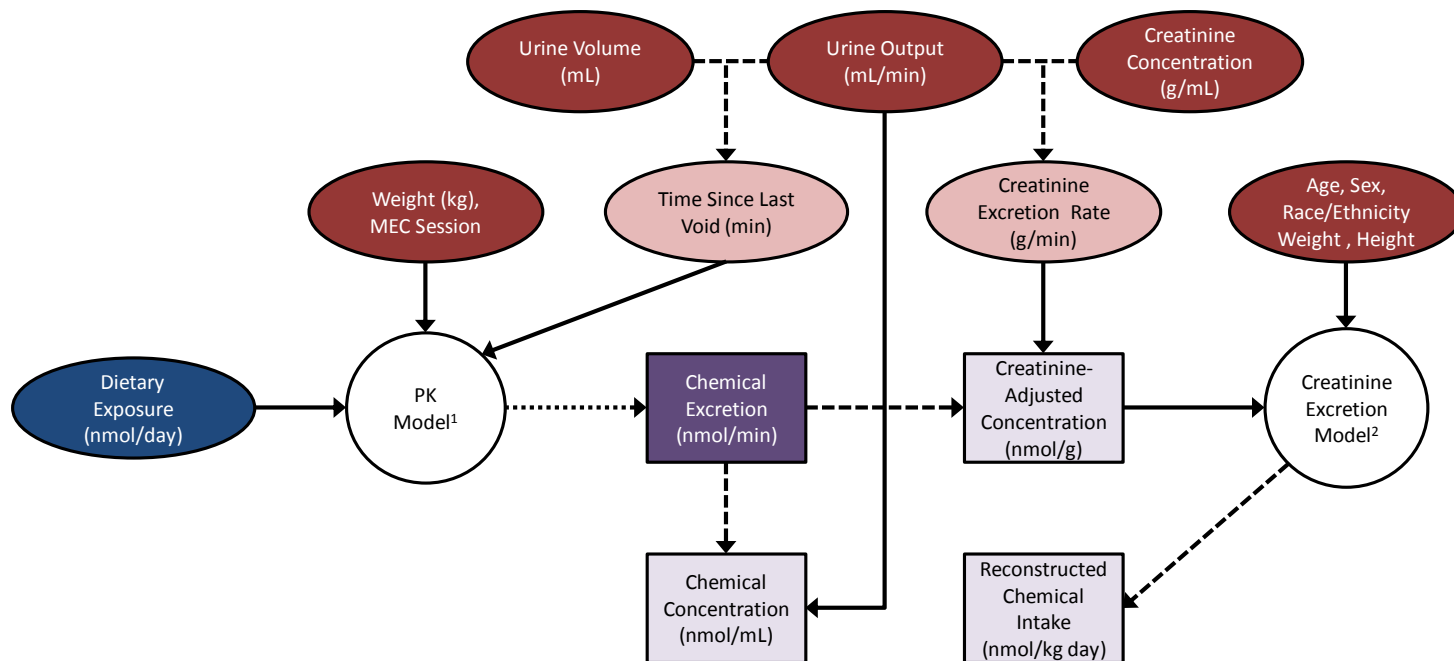 Urine Volume
(mL)
Urine Output
(mL/min)
Creatinine
Concentration
(g/mL)
Weight (kg),
MEC Session
Time Since Last
Void (min)
Creatinine
Excretion Rate
(g/min)
Age, Sex,
Race/Ethnicity
Weight , Height
Dietary
Exposure
(nmol/day)
PK
Model¹
Chemical
Excretion
(nmol/min)
Creatinine-
Adjusted
Concentration
(nmol/g)
Creatinine
Excretion
Model²
Chemical
Concentration
(nmol/mL)
Reconstructed
Chemical
Intake
(nmol/kg day)